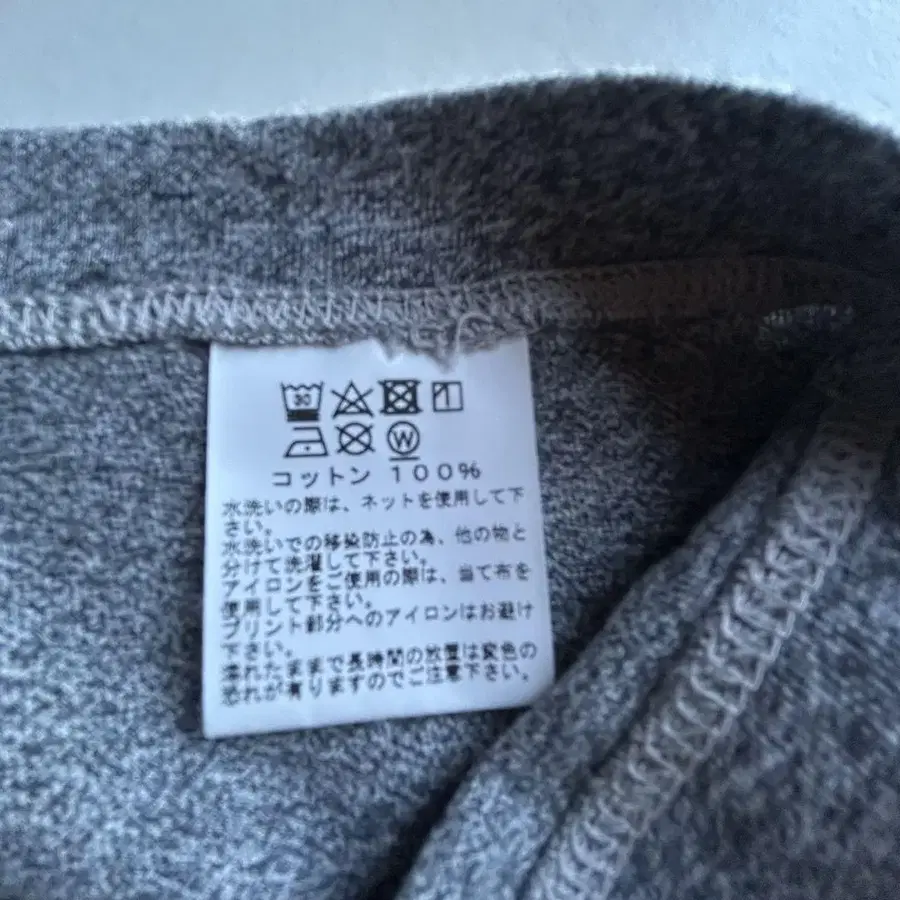 30
W
コットン 100%
水洗いの際は、ネットを使用して下
さい。
水洗いでの移染防止の為、他の物と
分けて洗濯して下さい。
アイロンをご使用の際は、当て布を
使用して下さい。
プリント部分へのアイロンはお避け
下さい。
濡れたままで長時間の放置は変色の
恐れが有りますのでご注意下さい。